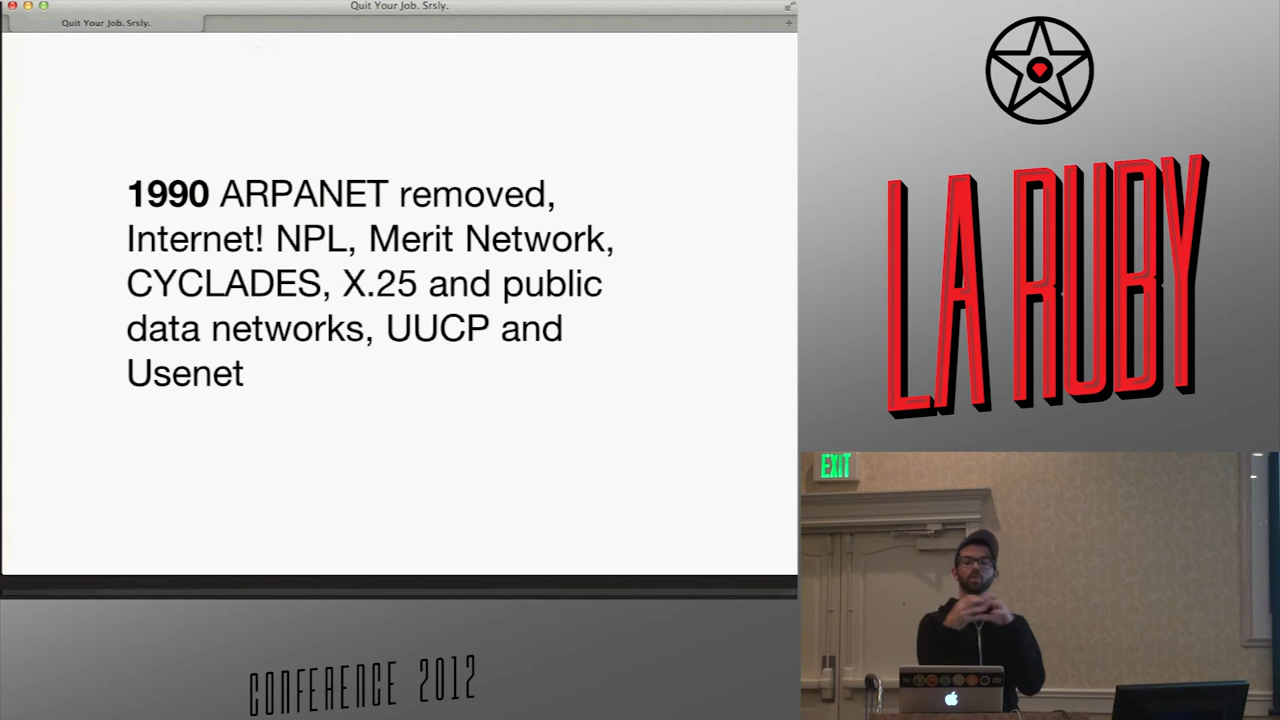 Quit Your Job. Srsly.
Quit Your Job. Srsly.
1990 ARPANET removed,
Internet! NPL, Merit Network,
CYCLADES, X.25 and public
data networks, UUCP and
Usenet
LA RUBY
EXIT
CONFERENCE 2012